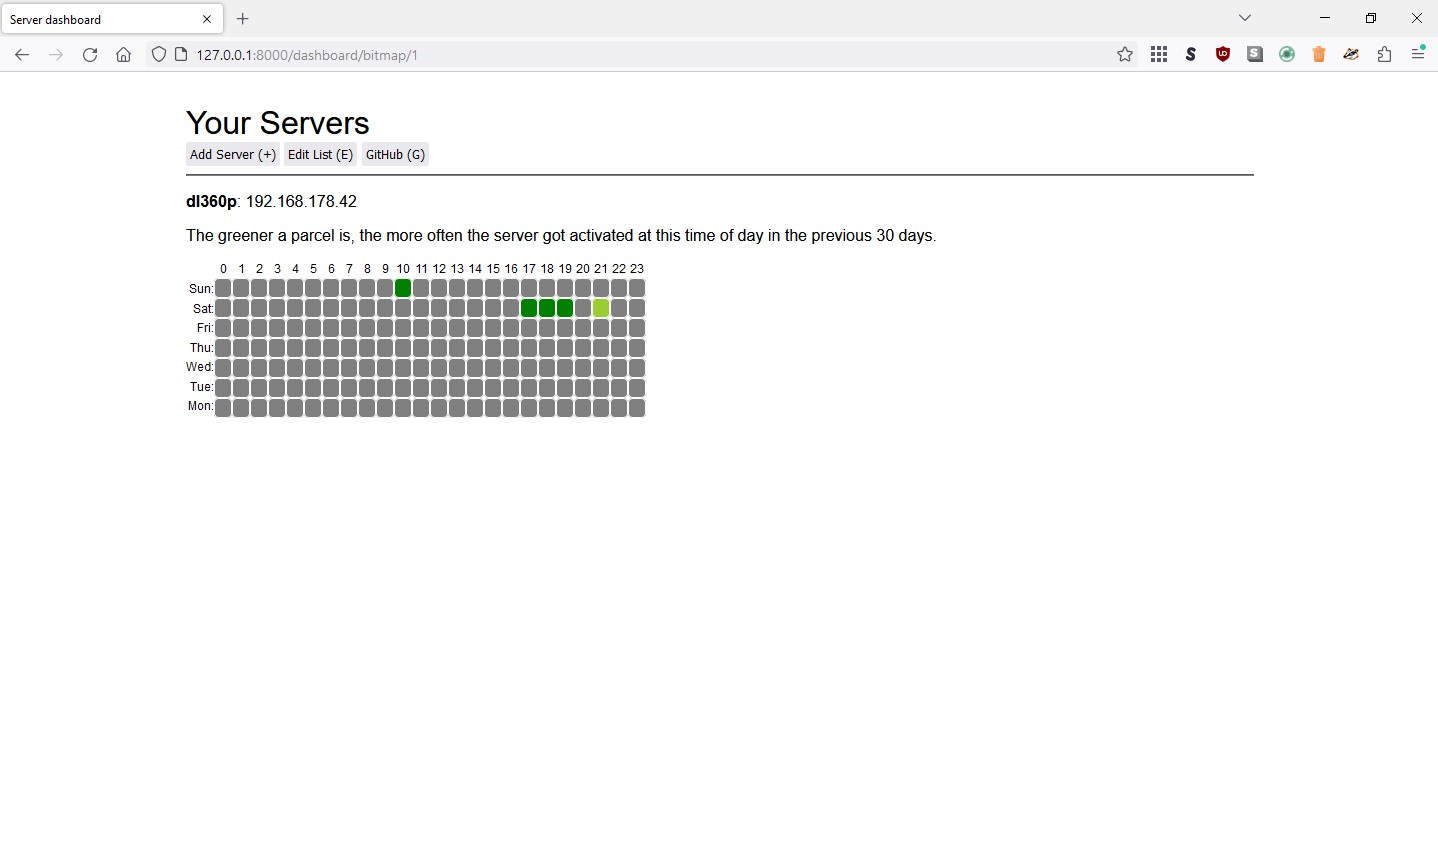 Server dashboard
127.0.0.1:8000/dashboard/bitmap/1
Your Servers
Add Server (+) Edit List (E) GitHub (G)
dl360p: 192.168.178.42
The greener a parcel is, the more often the server got activated at this time of day in the previous 30 days.
0 1 2 3 4 5 6 7 8 9 10 11 12 13 14 15 16 17 18 19 20 21 22 23
Sun:
Sat:
Fri:
Thu:
Wed:
Tue:
Mon: